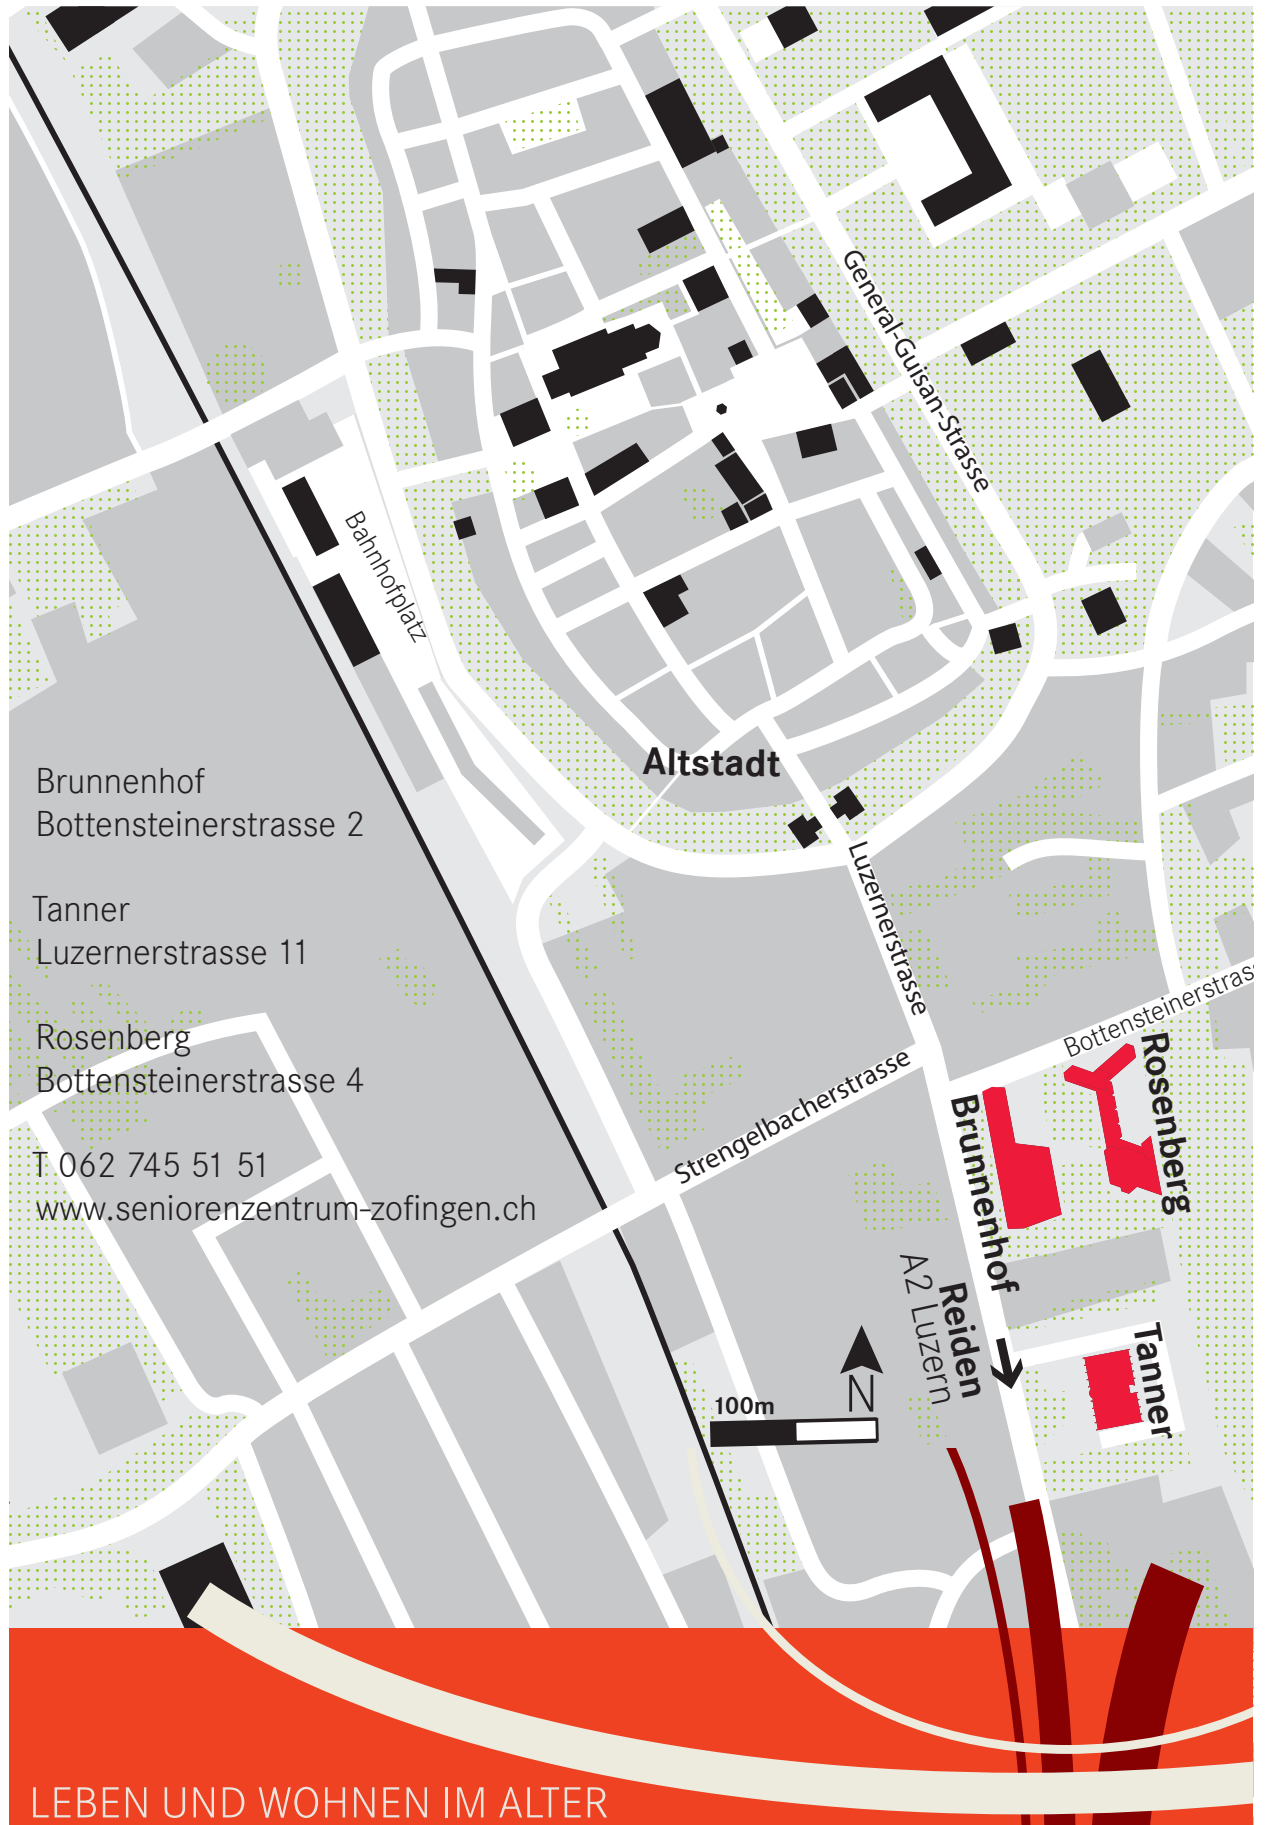 General-Guisan-Strasse
Bahnhofplatz
Altstadt
Brunnenhof
Bottensteinerstrasse 2
Tanner
Luzernerstrasse 11
Rosenberg
Bottensteinerstrasse 4
T 062 745 51 51
www.seniorenzentrum-zofingen.ch
Luzernerstrasse
Bottensteinerstras
Strengelbacherstrasse
Rosenberg
Brunnenhof
Reiden
A2 Luzern
Tanner
N
100m
LEBEN UND WOHNEN IM ALTER